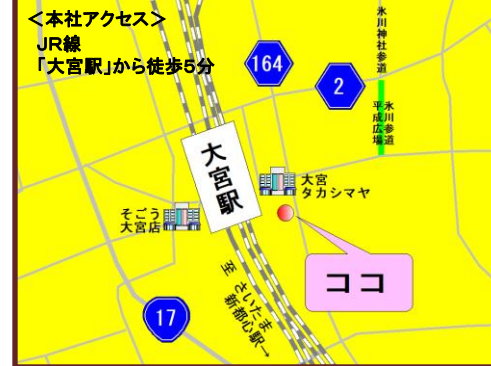 ＜本社アクセス＞
JR線
「大宮駅」から徒歩5分
164
2
氷川神社参道
氷川参道
平成広場
大宮駅
大宮
タカシマヤ
そごう
大宮店
ココ
至 さいたま
新都心駅→
17